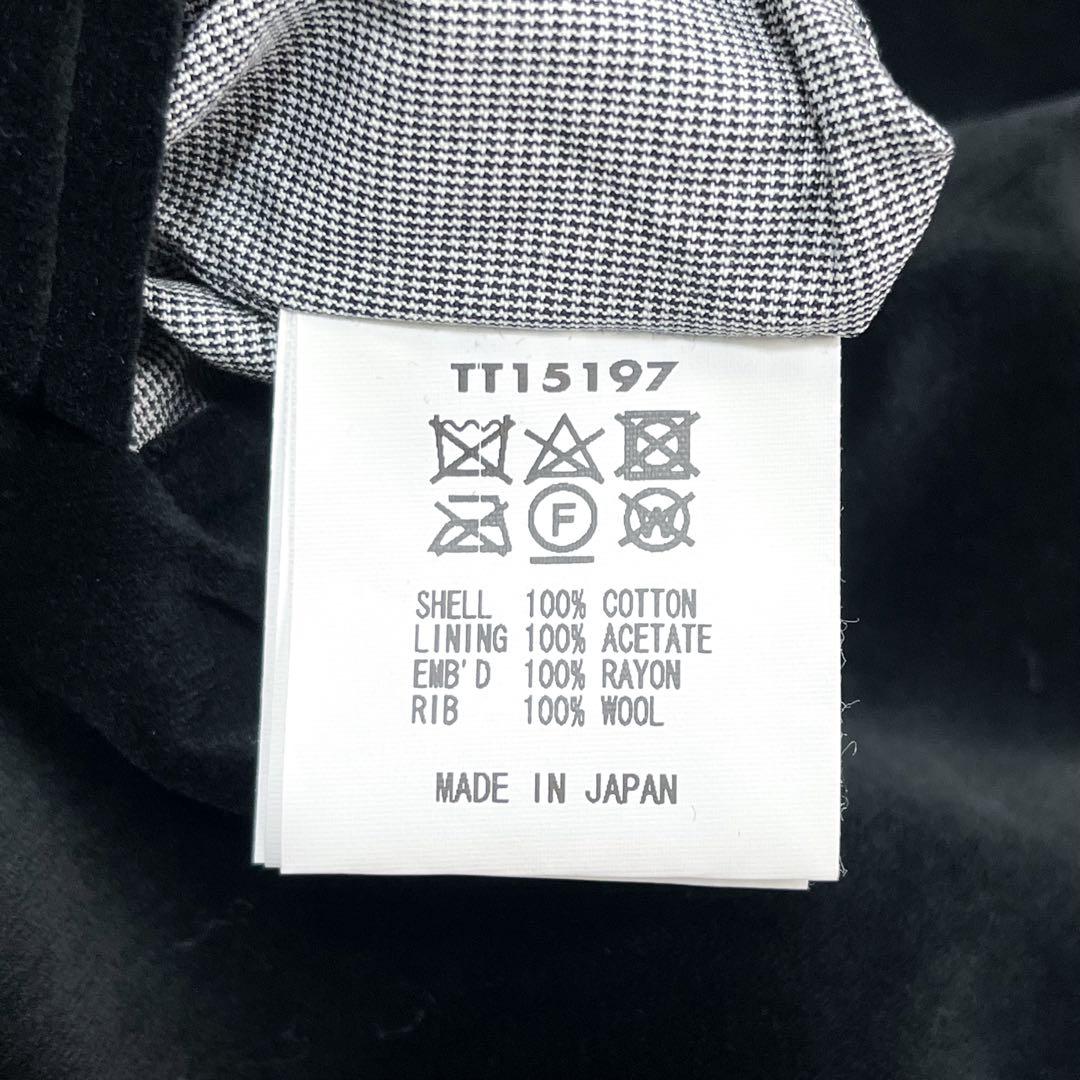 TT15197
F W
SHELL 100% COTTON
LINING 100% ACETATE
EMB'D 100% RAYON
RIB 100% WOOL
MADE IN JAPAN